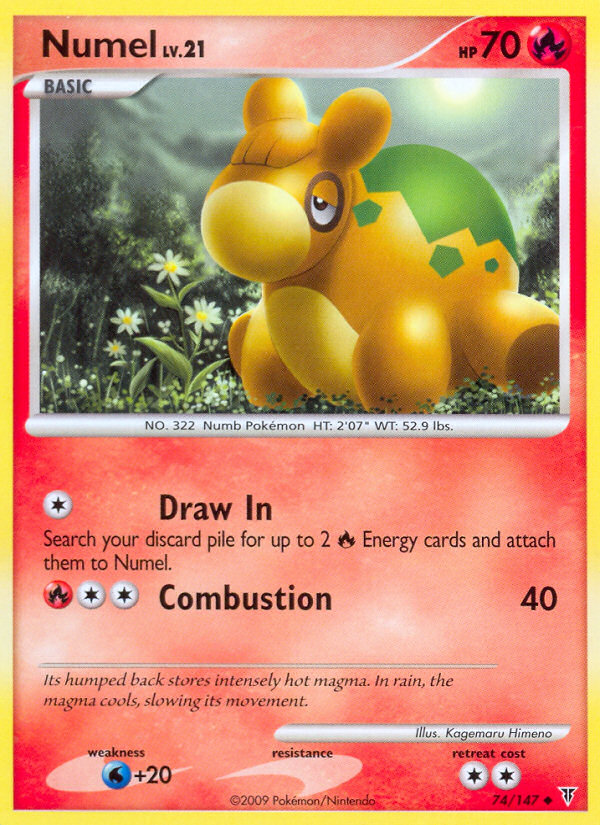 Numel LV.21
HP 70
BASIC
NO. 322 Numb Pokémon HT: 2'07" WT: 52.9 lbs.
Draw In
Search your discard pile for up to 2 Energy cards and attach
them to Numel.
Combustion 40
Its humped back stores intensely hot magma. In rain, the
magma cools, slowing its movement.
Illus. Kagemaru Himeno
weakness resistance retreat cost
+20
©2009 Pokémon/Nintendo 74/147